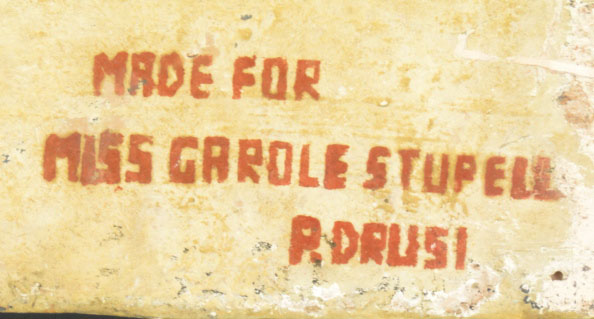 MADE FOR
MISS CAROLE STUPELL
P. DRUSI